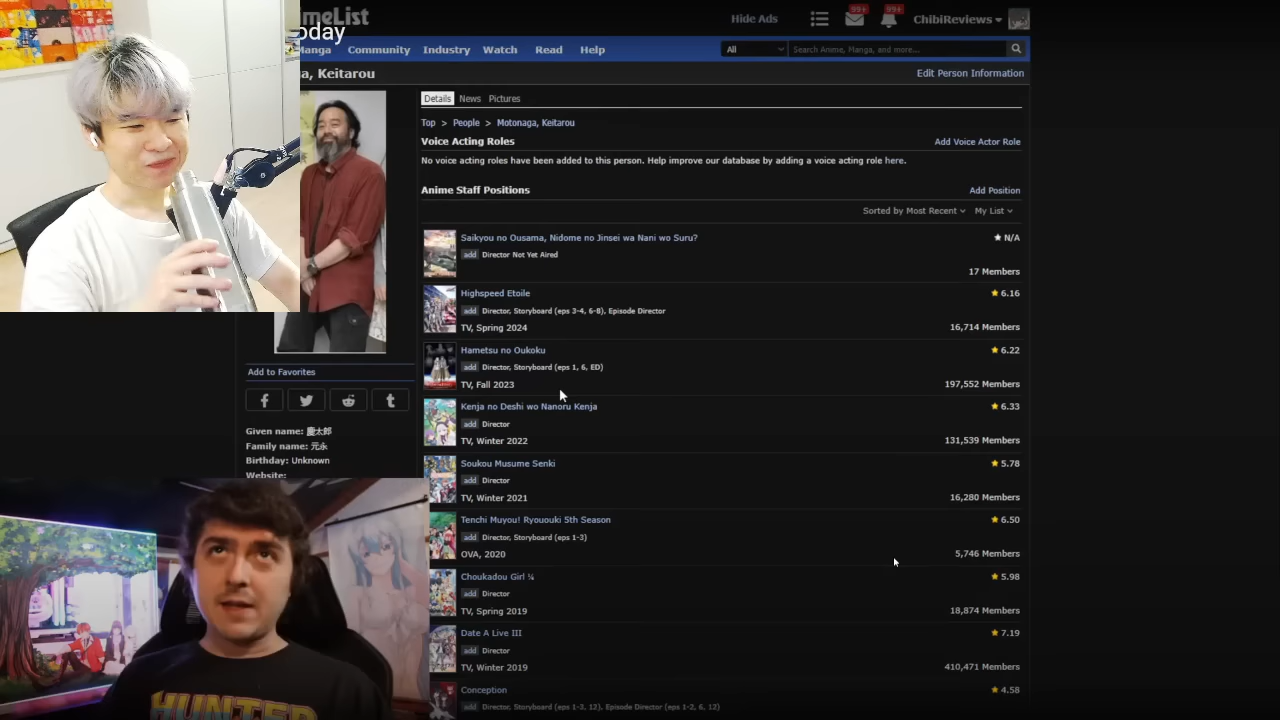 imeList
Hide Ads
99+
99+
ChibiReviews
oday
Manga Community Industry Watch Read Help
All
Search Anime, Manga, and more...
a, Keitarou
Edit Person Information
Details News Pictures
Top > People > Motonaga, Keitarou
Voice Acting Roles
Add Voice Actor Role
No voice acting roles have been added to this person. Help improve our database by adding a voice acting role here.
Anime Staff Positions
Add Position
Sorted by Most Recent
My List
Saikyou no Ousama, Nidome no Jinsei wa Nani wo Suru?
N/A
add Director Not Yet Aired
17 Members
Highspeed Etoile
6.16
add Director, Storyboard (eps 3-4, 6-8), Episode Director
TV, Spring 2024
16,714 Members
Hametsu no Oukoku
6.22
add Director, Storyboard (eps 1, 6, ED)
TV, Fall 2023
197,552 Members
Kenja no Deshi wo Nanoru Kenja
6.33
add Director
TV, Winter 2022
131,539 Members
Soukou Musume Senki
5.78
add Director
TV, Winter 2021
16,280 Members
Tenchi Muyou! Ryououki 5th Season
6.50
add Director, Storyboard (eps 1-3)
OVA, 2020
5,746 Members
Choukadou Girl ¼
5.98
add Director
TV, Spring 2019
18,874 Members
Date A Live III
7.19
add Director
TV, Winter 2019
410,471 Members
Conception
4.58
add Director, Storyboard (eps 1-3, 12), Episode Director (eps 1-2, 6, 12)
Add to Favorites
Given name: 慶太郎
Family name: 元永
Birthday: Unknown
Website:
HUNTER